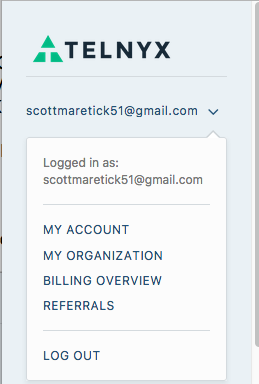 TELNYX
scottmaretick51@gmail.com
Logged in as:
scottmaretick51@gmail.com
MY ACCOUNT
MY ORGANIZATION
BILLING OVERVIEW
REFERRALS
LOG OUT